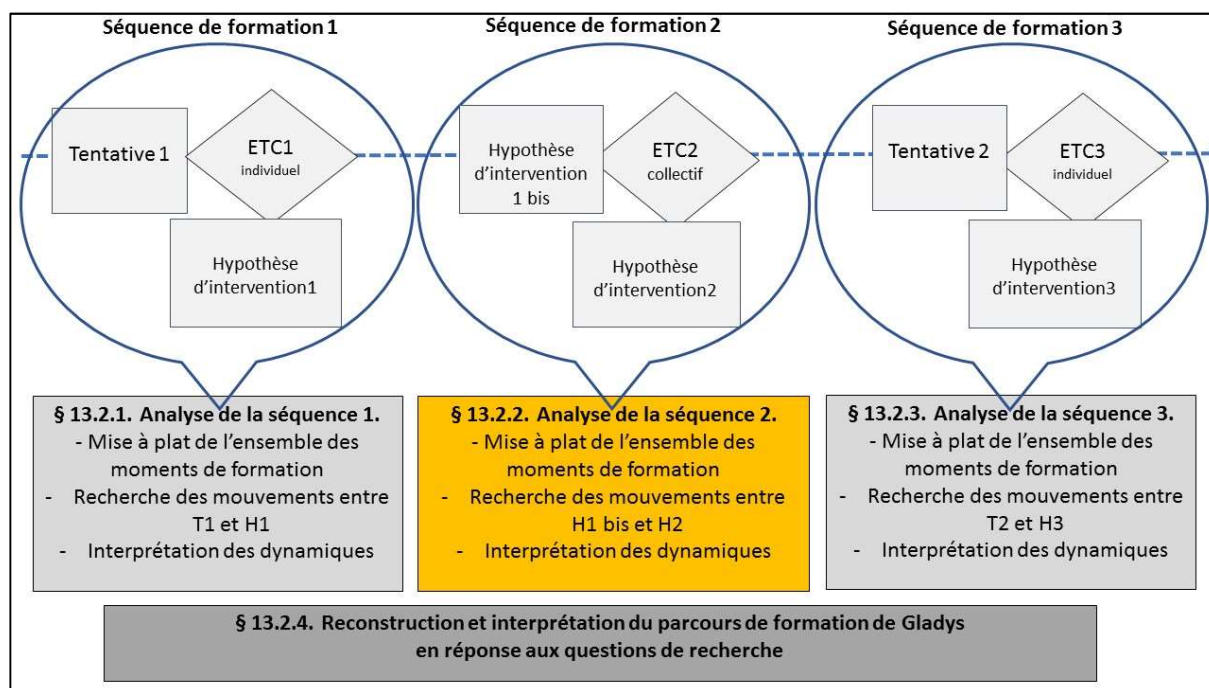 Séquence de formation 1
Séquence de formation 2
Séquence de formation 3
Tentative 1
ETC1
individuel
Hypothèse
d’intervention1
Hypothèse
d’intervention
1 bis
ETC2
collectif
Hypothèse
d’intervention2
Tentative 2
ETC3
individuel
Hypothèse
d’intervention3
§ 13.2.1. Analyse de la séquence 1.
- Mise à plat de l’ensemble des
moments de formation
- Recherche des mouvements entre
T1 et H1
- Interprétation des dynamiques
§ 13.2.2. Analyse de la séquence 2.
- Mise à plat de l’ensemble des
moments de formation
- Recherche des mouvements entre
H1 bis et H2
- Interprétation des dynamiques
§ 13.2.3. Analyse de la séquence 3.
- Mise à plat de l’ensemble des
moments de formation
- Recherche des mouvements entre
T2 et H3
- Interprétation des dynamiques
§ 13.2.4. Reconstruction et interprétation du parcours de formation de Gladys
en réponse aux questions de recherche